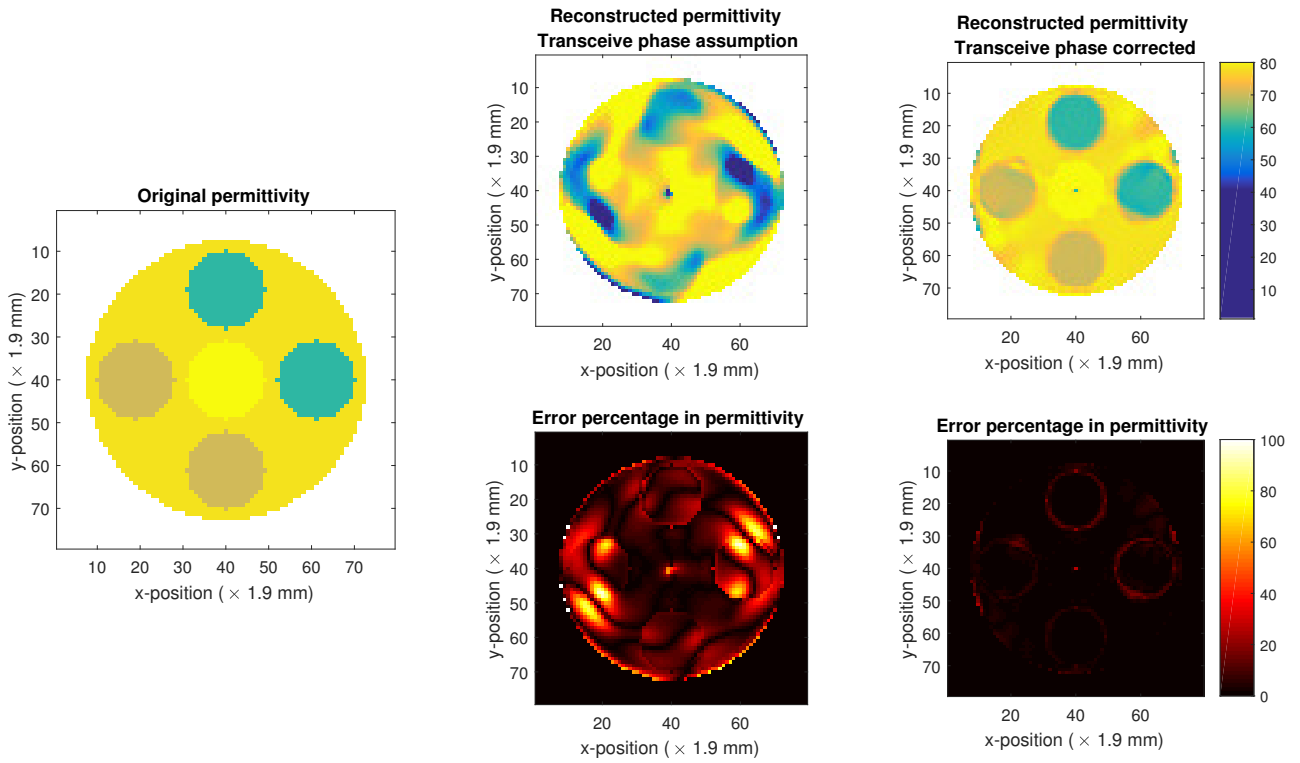 Original permittivity
y-position ( × 1.9 mm)
10
20
30
40
50
60
70
10 20 30 40 50 60 70
x-position ( × 1.9 mm)
Reconstructed permittivity
Transceive phase assumption
y-position ( × 1.9 mm)
10
20
30
40
50
60
70
20 40 60
x-position ( × 1.9 mm)
Reconstructed permittivity
Transceive phase corrected
y-position ( × 1.9 mm)
10
20
30
40
50
60
70
20 40 60
x-position ( × 1.9 mm)
80
70
60
50
40
30
20
10
Error percentage in permittivity
y-position ( × 1.9 mm)
10
20
30
40
50
60
70
20 40 60
x-position ( × 1.9 mm)
Error percentage in permittivity
y-position ( × 1.9 mm)
10
20
30
40
50
60
70
20 40 60
x-position ( × 1.9 mm)
100
80
60
40
20
0